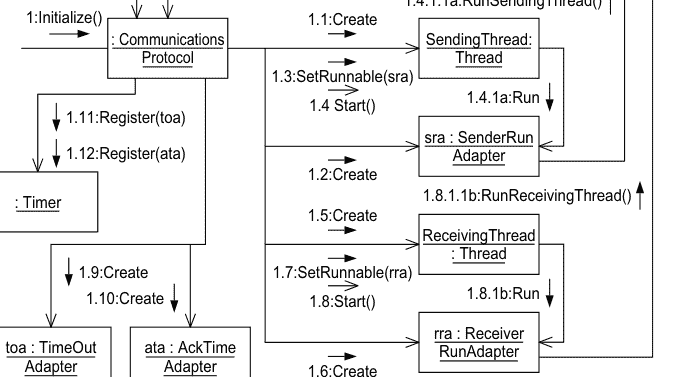 1.4.1.1a:RunSendingThread()
1:Initialize()
: Communications
Protocol
1.1:Create
SendingThread:
Thread
1.3:SetRunnable(sra)
1.4 Start()
1.4.1a:Run
1.11:Register(toa)
1.12:Register(ata)
sra : SenderRun
Adapter
1.2:Create
1.8.1.1b:RunReceivingThread()
: Timer
1.5:Create
ReceivingThread
: Thread
1.7:SetRunnable(rra)
1.8:Start()
1.8.1b:Run
1.9:Create
1.10:Create
toa : TimeOut
Adapter
ata : AckTime
Adapter
rra : Receiver
RunAdapter
1.6:Create